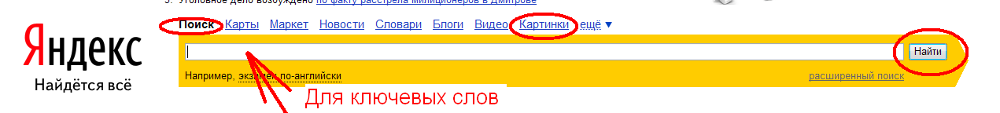 5. Уголовное дело возбуждено по факту расстрела милиционеров в Дмитрове
Поиск Карты Маркет Новости Словари Блоги Видео Картинки ещё ▼
Яндекс
Найдётся всё
Найти
Например, экзамен по-английски
расширенный поиск
Для ключевых слов